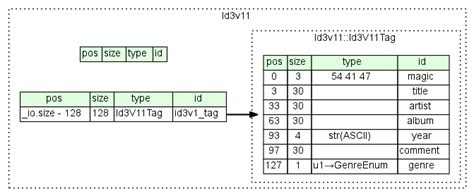 Id3v11
pos size type id
pos size type id
_io.size - 128 128 Id3V11Tag id3v1_tag
Id3v11::Id3V11Tag
pos size type id
0 3 54 41 47 magic
3 30 title
33 30 artist
63 30 album
93 4 str(ASCII) year
97 30 comment
127 1 u1→GenreEnum genre